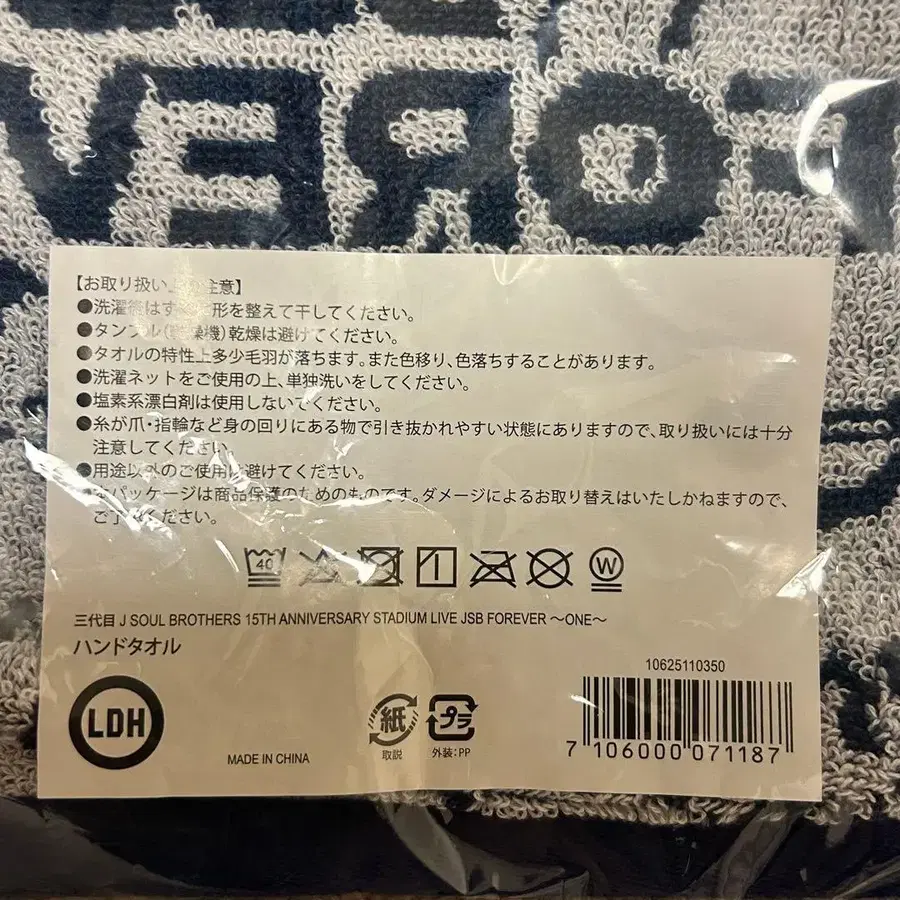 FOREV
【お取り扱い上の注意】
●洗濯後はすぐに形を整えて干してください。
●タンブル(乾燥機)乾燥は避けてください。
●タオルの特性上多少毛羽が落ちます。また色移り、色落ちすることがあります。
●洗濯ネットをご使用の上、単独洗いをしてください。
●塩素系漂白剤は使用しないでください。
●糸が爪・指輪など身の回りにある物で引き抜かれやすい状態にありますので、取り扱いには十分
注意してください。
●用途以外のご使用は避けてください。
パッケージは商品保護のためのものです。ダメージによるお取り替えはいたしかねますので、
ご了承ください。
40
W
三代目 J SOUL BROTHERS 15TH ANNIVERSARY STADIUM LIVE JSB FOREVER 〜ONE〜
ハンドタオル
10625110350
LDH
紙
プラ
取説
外装:PP
MADE IN CHINA
7 106000 071187